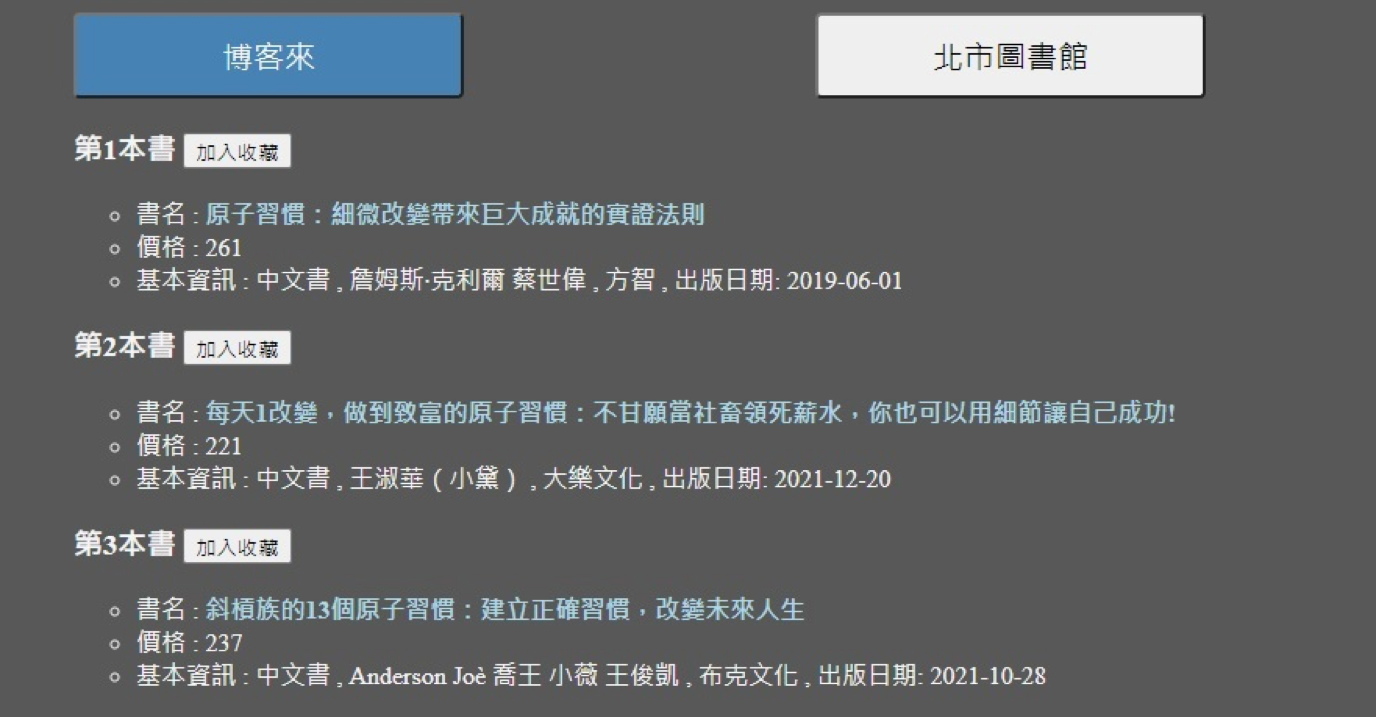 博客來
北市圖書館
第1本書 加入收藏
書名 : 原子習慣：細微改變帶來巨大成就的實證法則
價格 : 261
基本資訊 : 中文書 , 詹姆斯‧克利爾 蔡世偉 , 方智 , 出版日期: 2019-06-01
第2本書 加入收藏
書名 : 每天1改變，做到致富的原子習慣：不甘願當社畜領死薪水，你也可以用細節讓自己成功!
價格 : 221
基本資訊 : 中文書 , 王淑華（小黛） , 大樂文化 , 出版日期: 2021-12-20
第3本書 加入收藏
書名 : 斜槓族的13個原子習慣：建立正確習慣，改變未來人生
價格 : 237
基本資訊 : 中文書 , Anderson Joè 喬王 小薇 王俊凱 , 布克文化 , 出版日期: 2021-10-28